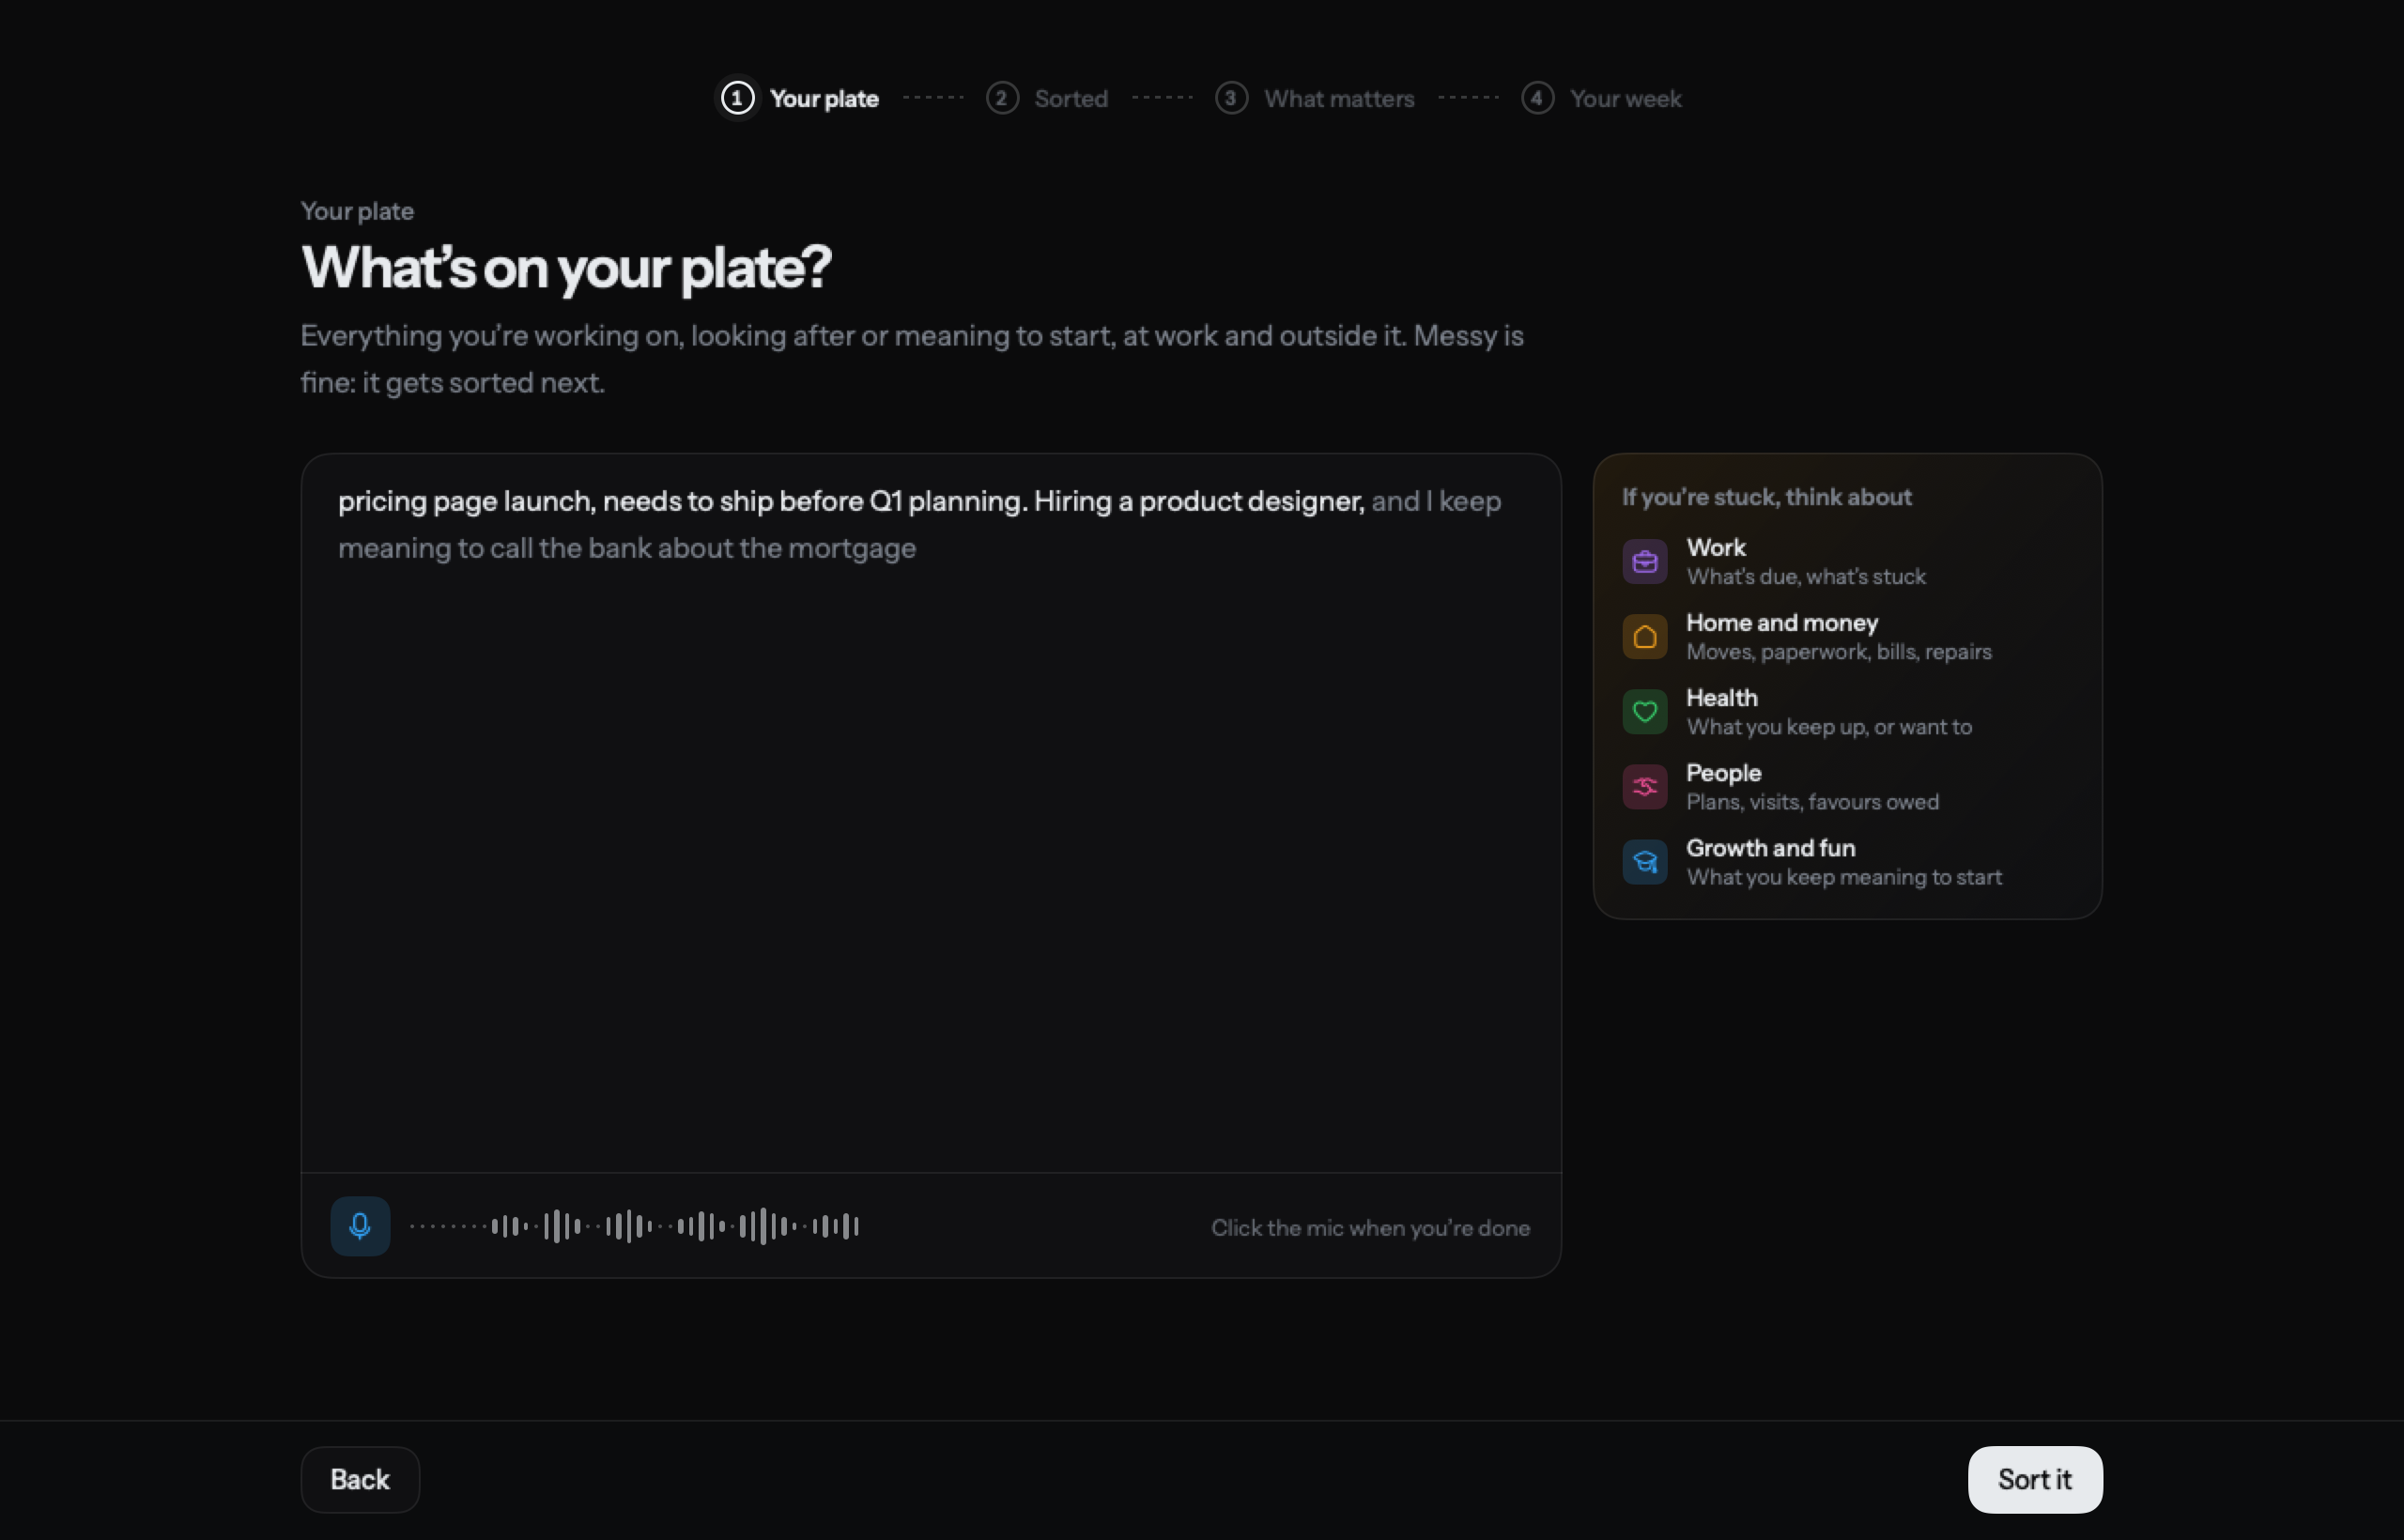 1 Your plate 2 Sorted 3 What matters 4 Your week
Your plate
What’s on your plate?
Everything you’re working on, looking after or meaning to start, at work and outside it. Messy is
fine: it gets sorted next.
pricing page launch, needs to ship before Q1 planning. Hiring a product designer, and I keep
meaning to call the bank about the mortgage
Click the mic when you’re done
If you’re stuck, think about
Work
What’s due, what’s stuck
Home and money
Moves, paperwork, bills, repairs
Health
What you keep up, or want to
People
Plans, visits, favours owed
Growth and fun
What you keep meaning to start
Back
Sort it